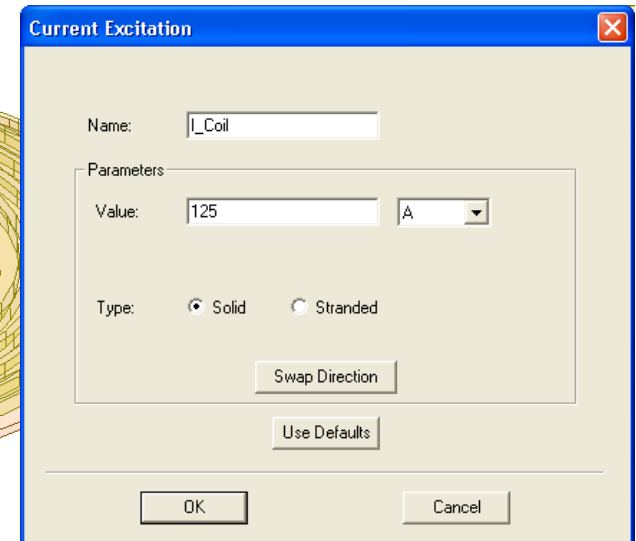 Current Excitation
Name: I_Coil
Parameters
Value: 125 A
Type: Solid Stranded
Swap Direction
Use Defaults
OK Cancel